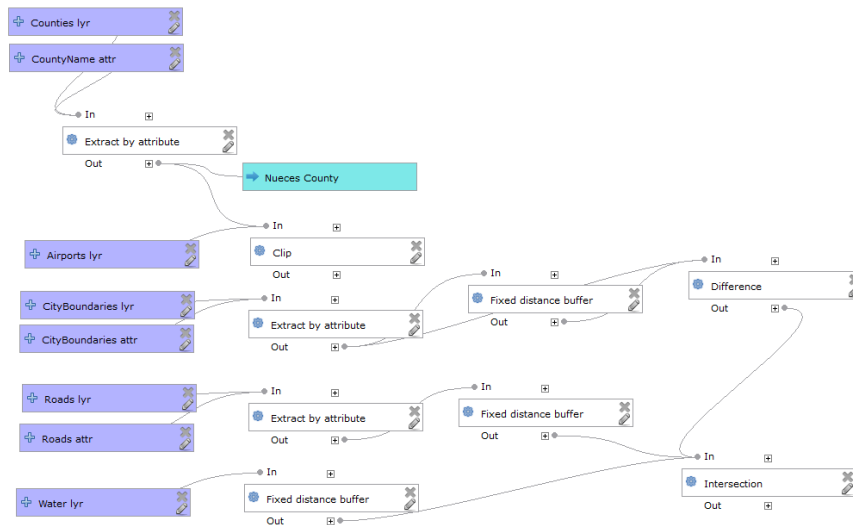 Counties lyr
CountyName attr
In
Extract by attribute
Out
Nueces County
In
Airports lyr
Clip
Out
In
CityBoundaries lyr
CityBoundaries attr
Extract by attribute
Out
In
Fixed distance buffer
Out
In
Difference
Out
In
Roads lyr
Roads attr
Extract by attribute
Out
In
Fixed distance buffer
Out
In
Water lyr
Fixed distance buffer
Out
In
Intersection
Out